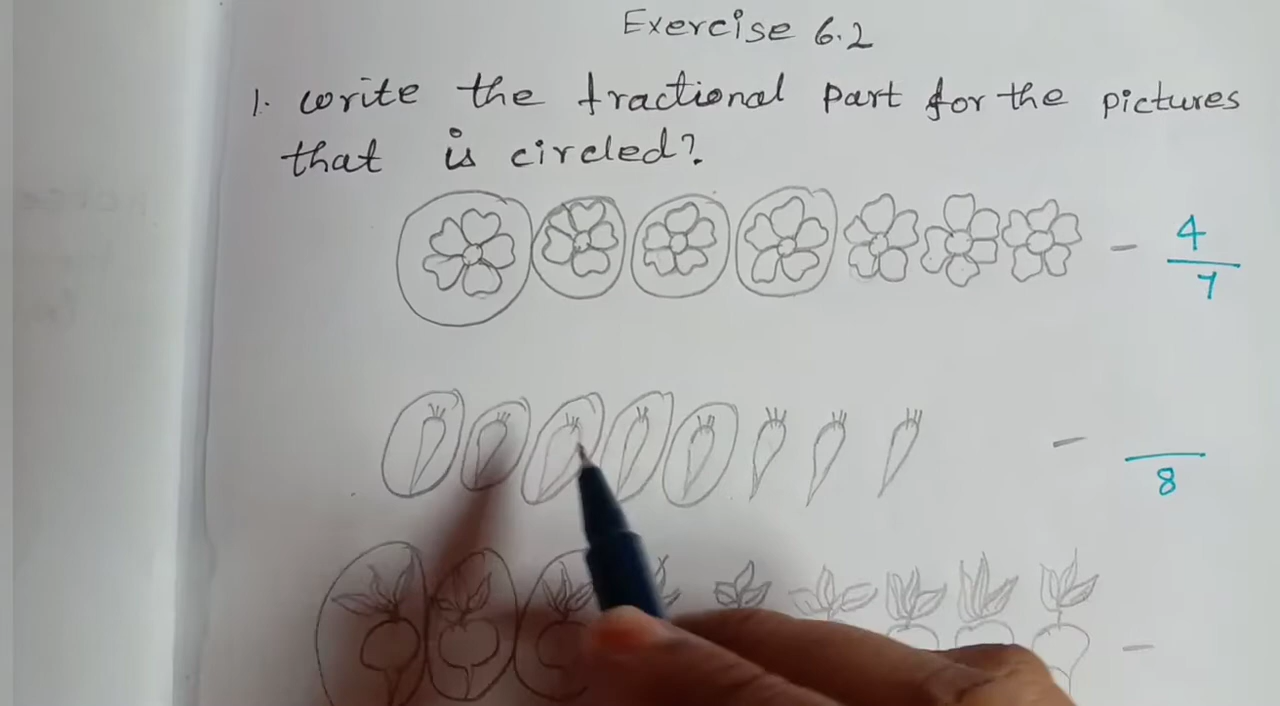 Exercise 6.2
1. Write the fractional part for the pictures
that is circled?
- 4/7
- /8
-